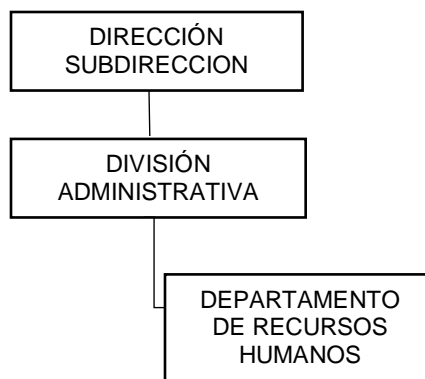 DIRECCIÓN
SUBDIRECCION
DIVISIÓN
ADMINISTRATIVA
DEPARTAMENTO
DE RECURSOS
HUMANOS